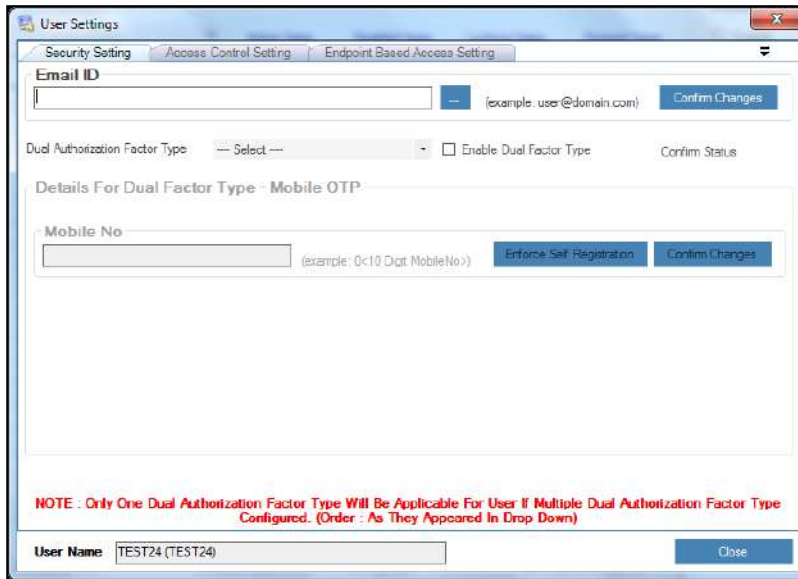 User Settings
Security Setting Access Control Setting Endpoint Based Access Setting
Email ID
... (example: user@domain.com) Confirm Changes
Dual Authorization Factor Type --- Select --- Enable Dual Factor Type Confirm Status
Details For Dual Factor Type - Mobile OTP
Mobile No
(example: 0<10 Digit MobileNo>) Enforce Self Registration Confirm Changes
NOTE : Only One Dual Authorization Factor Type Will Be Applicable For User If Multiple Dual Authorization Factor Type
Configured. (Order : As They Appeared In Drop Down)
User Name TEST24 (TEST24) Close